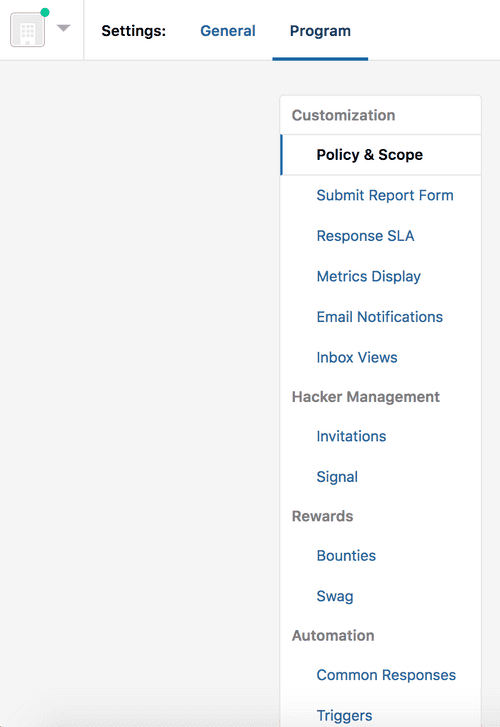 Settings: General Program
Customization
Policy & Scope
Submit Report Form
Response SLA
Metrics Display
Email Notifications
Inbox Views
Hacker Management
Invitations
Signal
Rewards
Bounties
Swag
Automation
Common Responses
Triggers